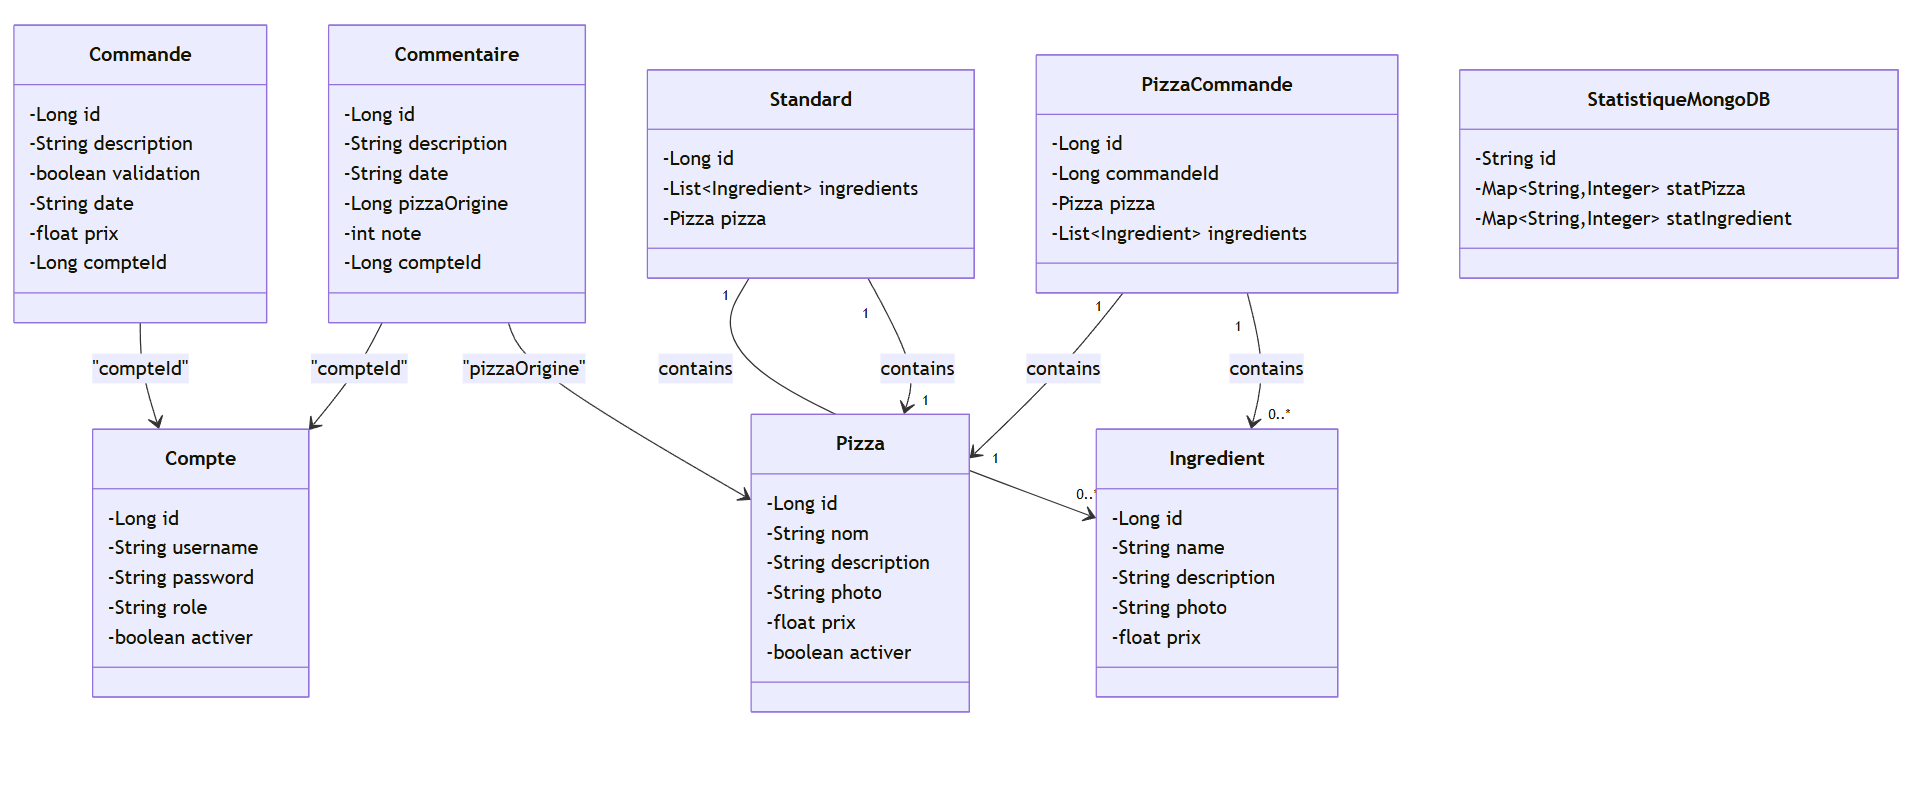 Commande
-Long id
-String description
-boolean validation
-String date
-float prix
-Long compteId
Commentaire
-Long id
-String description
-String date
-Long pizzaOrigine
-int note
-Long compteId
Standard
-Long id
-List<Ingredient> ingredients
-Pizza pizza
PizzaCommande
-Long id
-Long commandeId
-Pizza pizza
-List<Ingredient> ingredients
StatistiqueMongoDB
-String id
-Map<String,Integer> statPizza
-Map<String,Integer> statIngredient
1
1
1
1
"compteId"
"compteId"
"pizzaOrigine"
contains
contains
contains
contains
1
0..*
1
0..*
Compte
-Long id
-String username
-String password
-String role
-boolean activer
Pizza
-Long id
-String nom
-String description
-String photo
-float prix
-boolean activer
Ingredient
-Long id
-String name
-String description
-String photo
-float prix